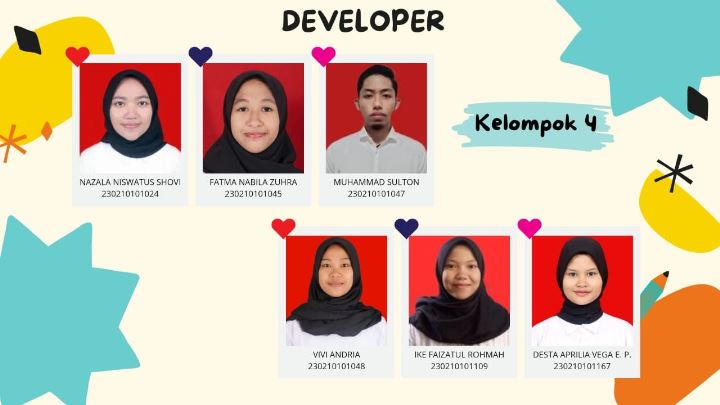 DEVELOPER
Kelompok 4
NAZALA NISWATUS SHOVI
230210101024
FATMA NABILA ZUHRA
230210101045
MUHAMMAD SULTON
230210101047
VIVI ANDRIA
230210101048
IKE FAIZATUL ROHMAH
230210101109
DESTA APRILIA VEGA E. P.
230210101167